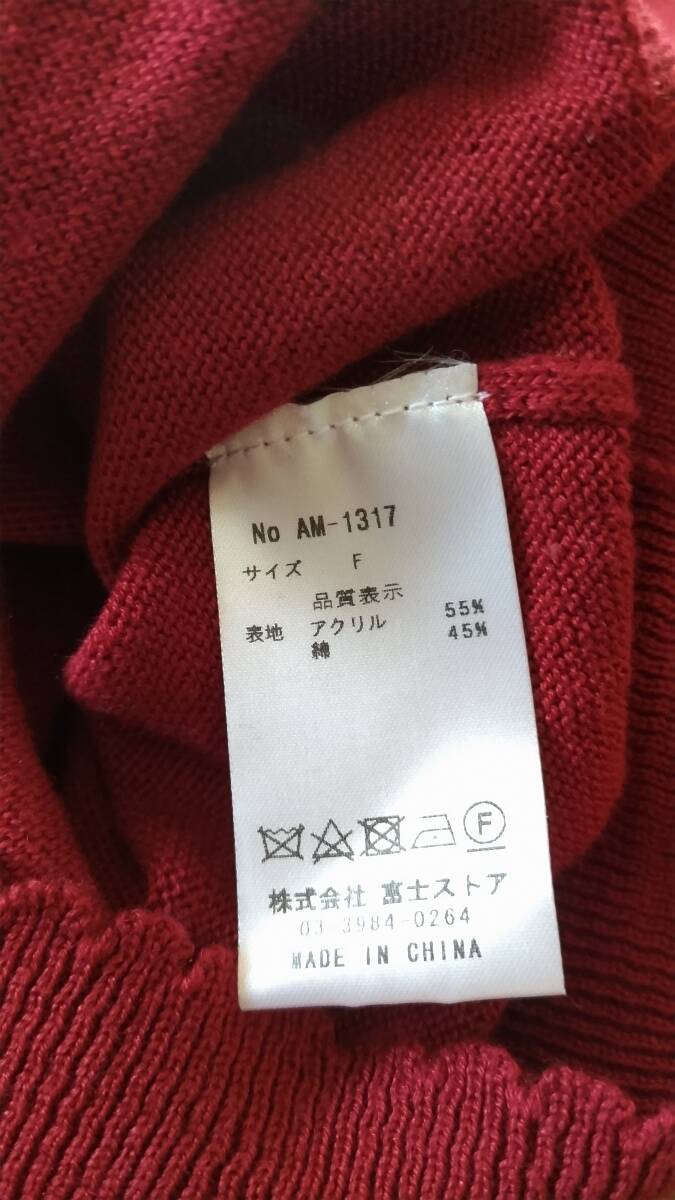 No AM-1317
サイズ F
品質表示
表地 アクリル 55%
綿 45%
F
株式会社 富士ストア
03 3984-0264
MADE IN CHINA